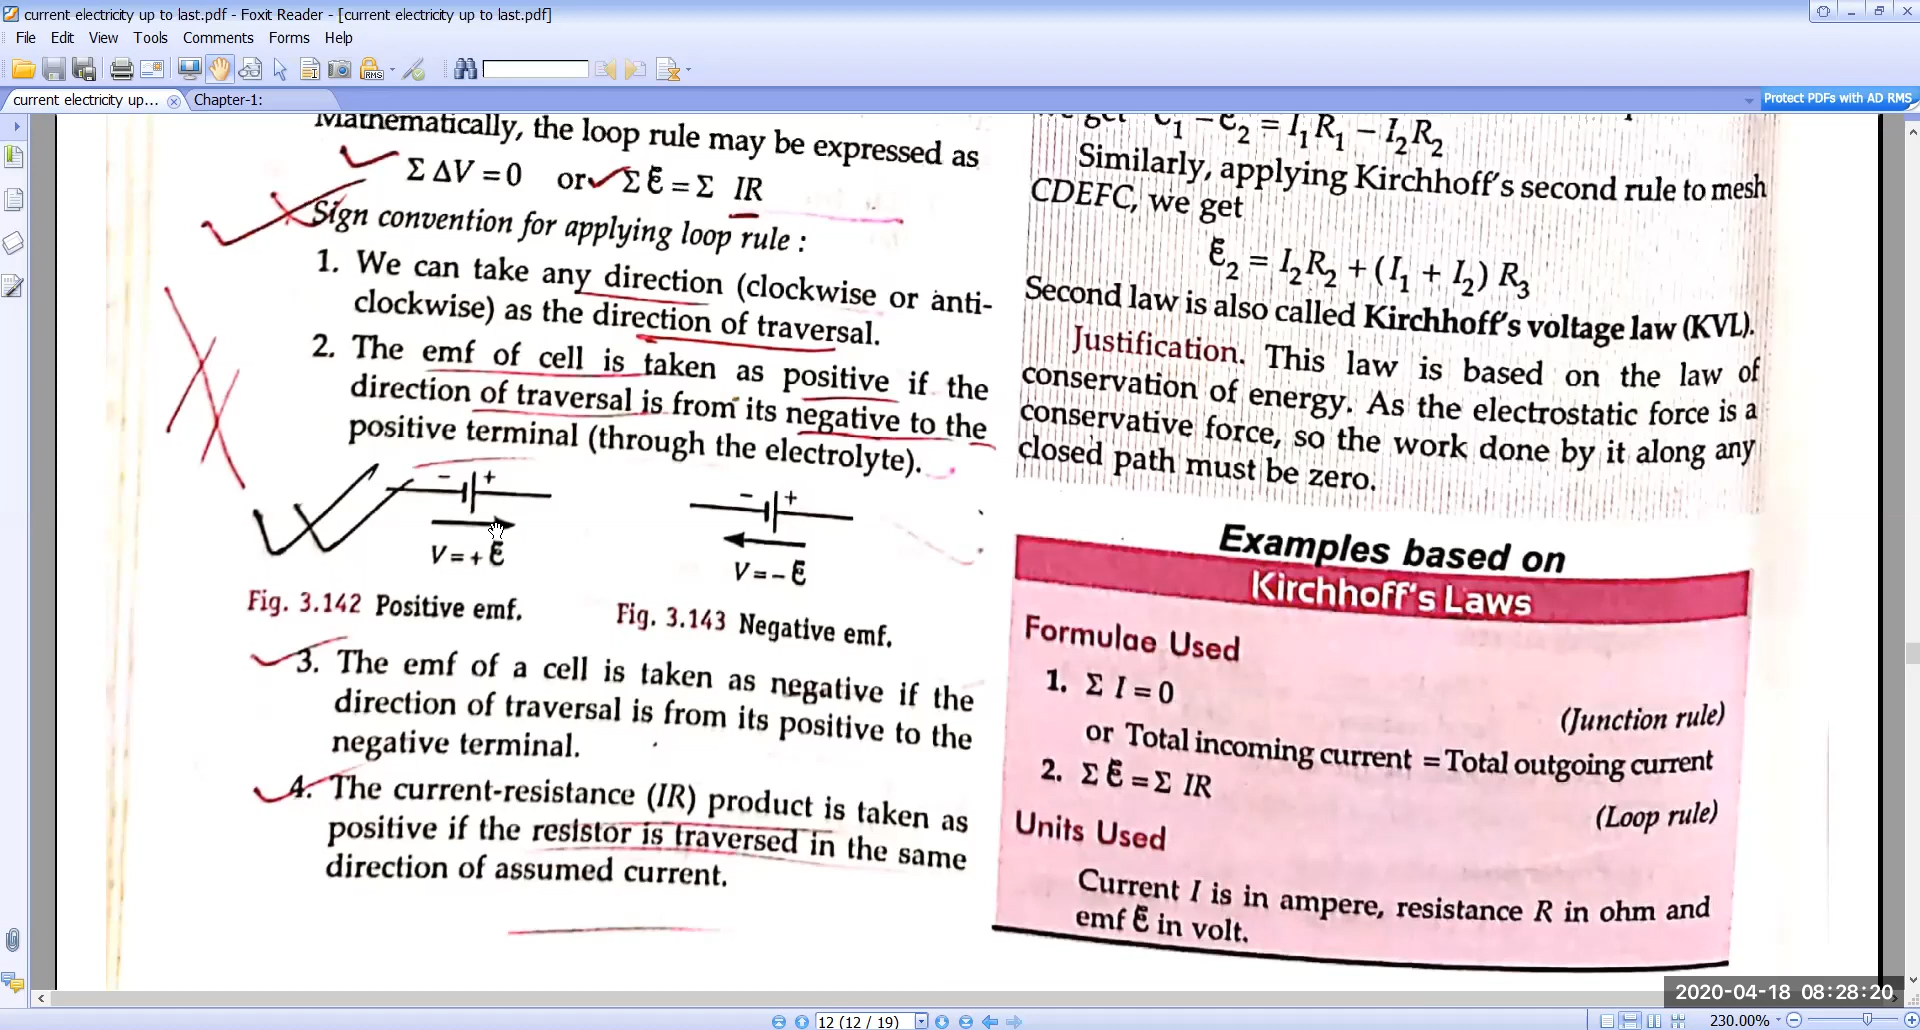 current electricity up to last.pdf - Foxit Reader - [current electricity up to last.pdf]
File Edit View Tools Comments Forms Help
RMS
current electricity up...
Chapter-1:
Protect PDFs with AD RMS
Mathematically, the loop rule may be expressed as
Σ ΔV = 0 or Σ ℰ = Σ IR
Sign convention for applying loop rule :
1. We can take any direction (clockwise or anti-
clockwise) as the direction of traversal.
2. The emf of cell is taken as positive if the
direction of traversal is from its negative to the
positive terminal (through the electrolyte).
- +
V = + ℰ
- +
V = - ℰ
Fig. 3.142 Positive emf.
Fig. 3.143 Negative emf.
3. The emf of a cell is taken as negative if the
direction of traversal is from its positive to the
negative terminal.
4. The current-resistance (IR) product is taken as
positive if the resistor is traversed in the same
direction of assumed current.
get ℰ₁ - ℰ₂ = I₁R₁ - I₂R₂
Similarly, applying Kirchhoff's second rule to mesh
CDEFC, we get
ℰ₂ = I₂R₂ + (I₁ + I₂) R₃
Second law is also called Kirchhoff's voltage law (KVL).
Justification. This law is based on the law of
conservation of energy. As the electrostatic force is a
conservative force, so the work done by it along any
closed path must be zero.
Examples based on
Kirchhoff's Laws
Formulae Used
1. Σ I = 0
(Junction rule)
or Total incoming current = Total outgoing current
2. Σ ℰ = Σ IR
(Loop rule)
Units Used
Current I is in ampere, resistance R in ohm and
emf ℰ in volt.
2020-04-18 08:28:20
12 (12 / 19)
230.00%